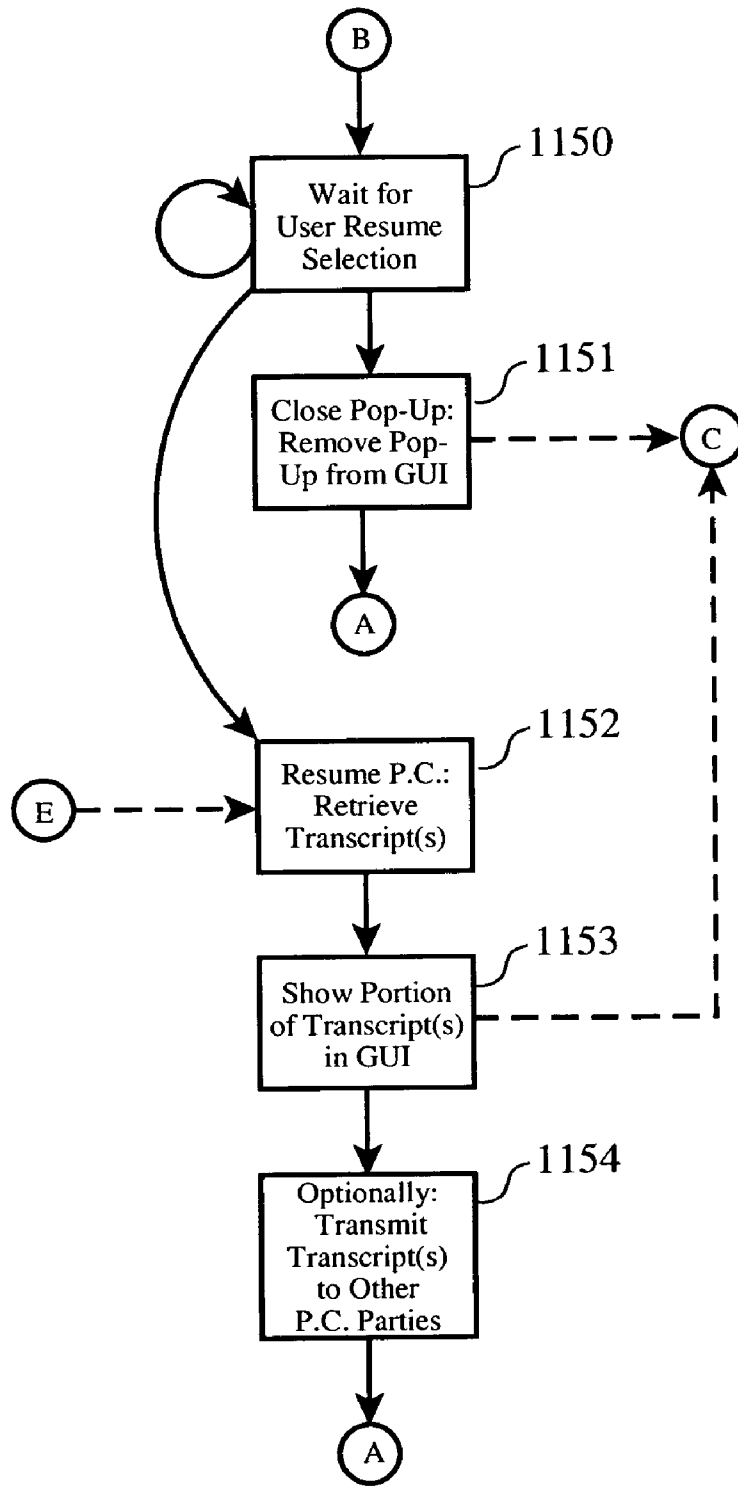 B
1150
Wait for
User Resume
Selection
1151
Close Pop-Up:
Remove Pop-
Up from GUI
C
A
1152
Resume P.C.:
Retrieve
Transcript(s)
E
1153
Show Portion
of Transcript(s)
in GUI
1154
Optionally:
Transmit
Transcript(s)
to Other
P.C. Parties
A